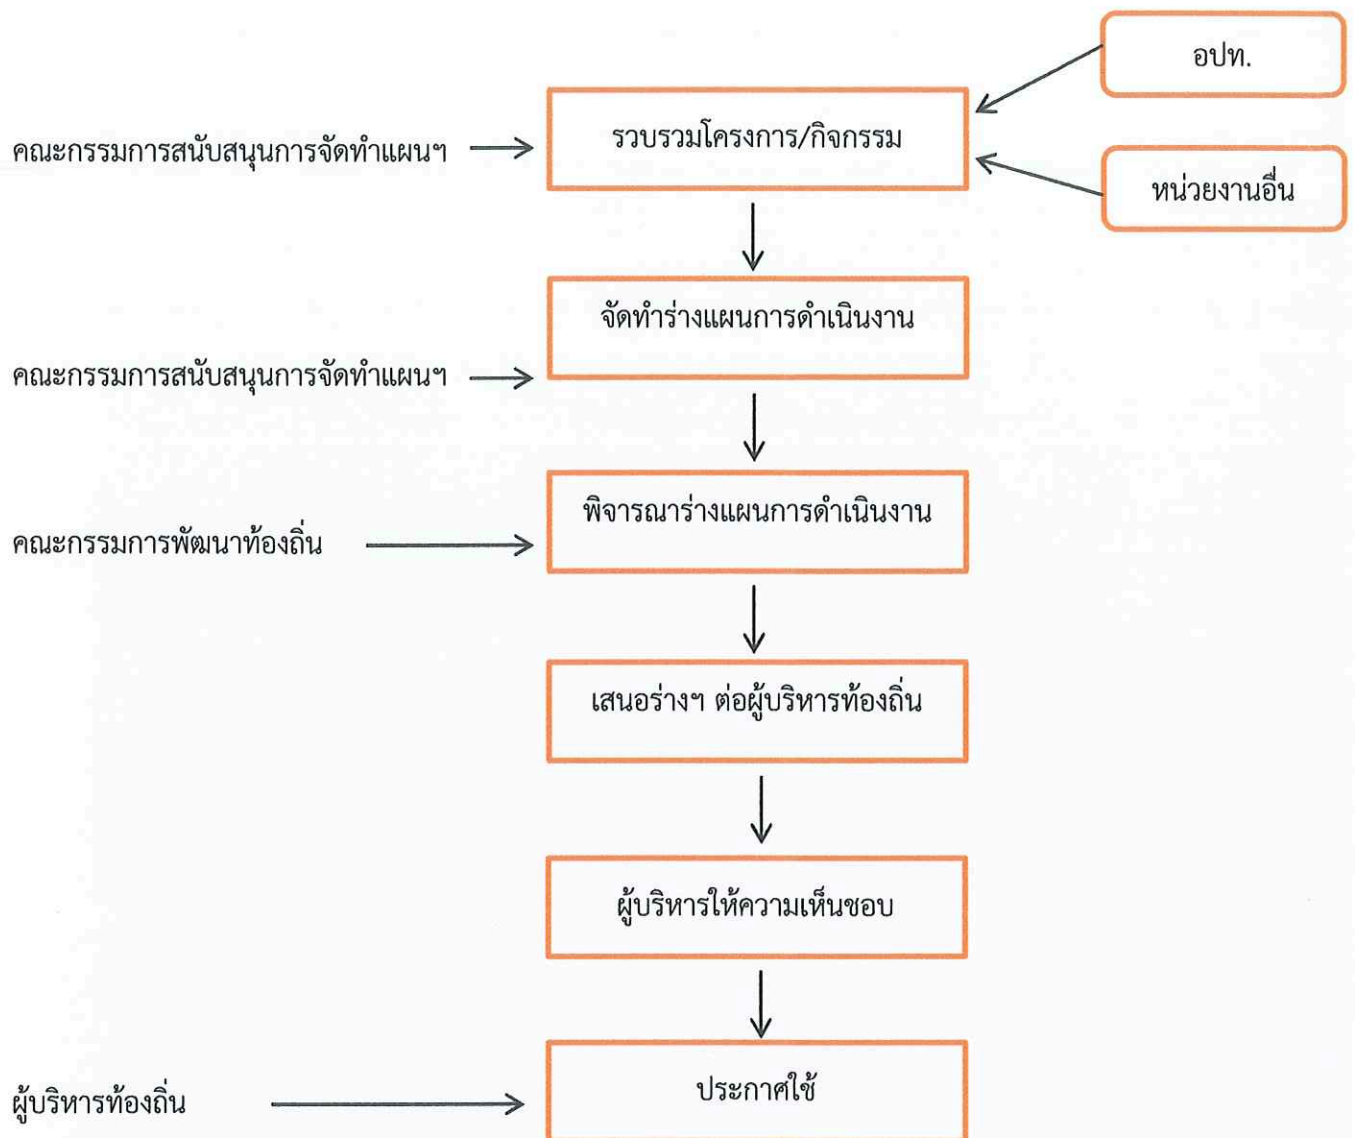 อปท.
คณะกรรมการสนับสนุนการจัดทำแผนฯ
รวบรวมโครงการ/กิจกรรม
หน่วยงานอื่น
จัดทำร่างแผนการดำเนินงาน
คณะกรรมการสนับสนุนการจัดทำแผนฯ
พิจารณาร่างแผนการดำเนินงาน
คณะกรรมการพัฒนาท้องถิ่น
เสนอร่างฯ ต่อผู้บริหารท้องถิ่น
ผู้บริหารให้ความเห็นชอบ
ประกาศใช้
ผู้บริหารท้องถิ่น